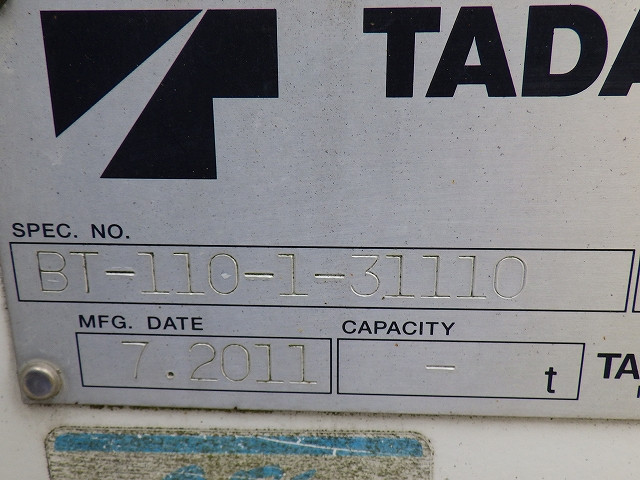 TADA
SPEC. NO.
BT-110-1-31110
MFG. DATE CAPACITY
7.2011 - t TA